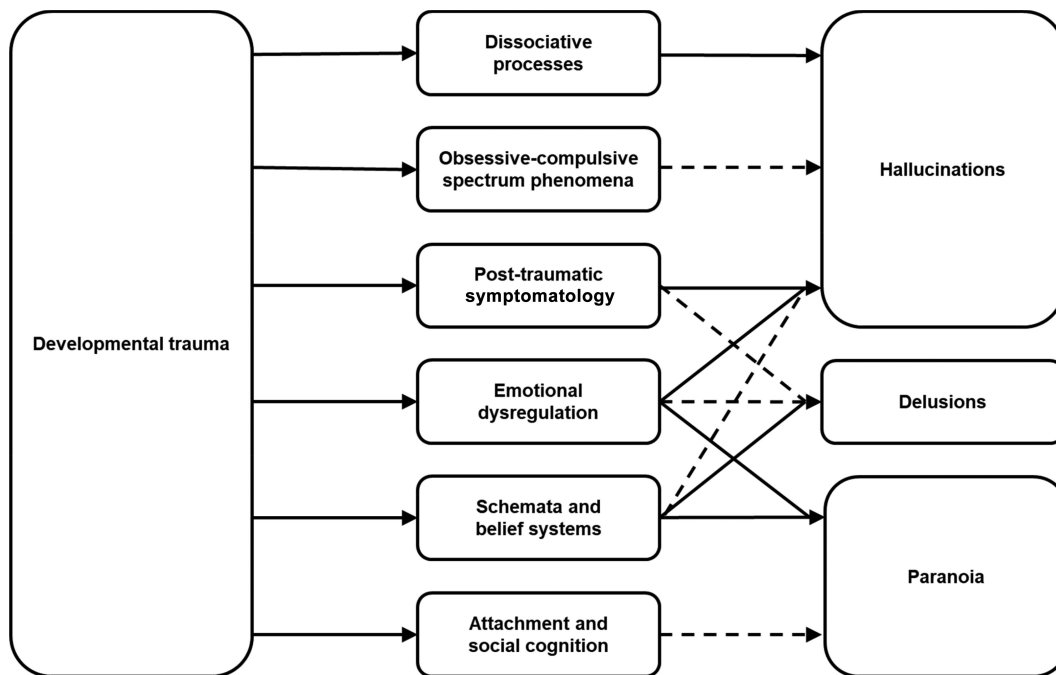 Developmental trauma
Dissociative
processes
Obsessive-compulsive
spectrum phenomena
Post-traumatic
symptomatology
Emotional
dysregulation
Schemata and
belief systems
Attachment and
social cognition
Hallucinations
Delusions
Paranoia